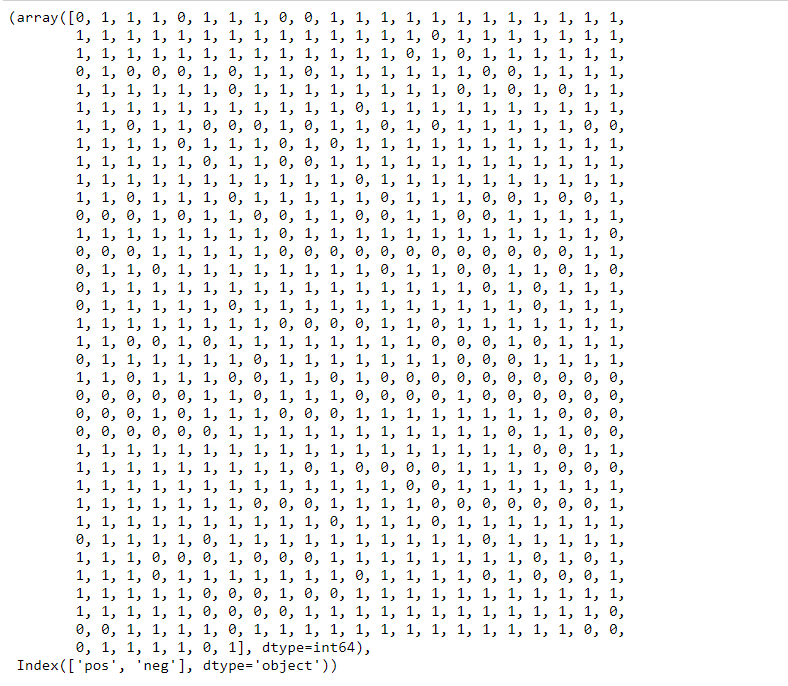 (array([0, 1, 1, 1, 0, 1, 1, 1, 0, 0, 1, 1, 1, 1, 1, 1, 1, 1, 1, 1, 1, 1,
1, 1, 1, 1, 1, 1, 1, 1, 1, 1, 1, 1, 1, 1, 0, 1, 1, 1, 1, 1, 1, 1,
1, 1, 1, 1, 1, 1, 1, 1, 1, 1, 1, 1, 1, 0, 1, 0, 1, 1, 1, 1, 1, 1,
0, 1, 0, 0, 0, 1, 0, 1, 1, 0, 1, 1, 1, 1, 1, 1, 0, 0, 1, 1, 1, 1,
1, 1, 1, 1, 1, 1, 0, 1, 1, 1, 1, 1, 1, 1, 1, 0, 1, 0, 1, 0, 1, 1,
1, 1, 1, 1, 1, 1, 1, 1, 1, 1, 1, 0, 1, 1, 1, 1, 1, 1, 1, 1, 1, 1,
1, 1, 0, 1, 1, 0, 0, 0, 1, 0, 1, 1, 0, 1, 0, 1, 1, 1, 1, 1, 0, 0,
1, 1, 1, 1, 0, 1, 1, 1, 0, 1, 0, 1, 1, 1, 1, 1, 1, 1, 1, 1, 1, 1,
1, 1, 1, 1, 1, 0, 1, 1, 0, 0, 1, 1, 1, 1, 1, 1, 1, 1, 1, 1, 1, 1,
1, 1, 1, 1, 1, 1, 1, 1, 1, 1, 1, 0, 1, 1, 1, 1, 1, 1, 1, 1, 1, 1,
1, 1, 0, 1, 1, 1, 0, 1, 1, 1, 1, 1, 0, 1, 1, 1, 0, 0, 1, 0, 0, 1,
0, 0, 0, 1, 0, 1, 1, 0, 0, 1, 1, 0, 0, 1, 1, 0, 0, 1, 1, 1, 1, 1,
1, 1, 1, 1, 1, 1, 1, 1, 0, 1, 1, 1, 1, 1, 1, 1, 1, 1, 1, 1, 1, 0,
0, 0, 0, 1, 1, 1, 1, 1, 0, 0, 0, 0, 0, 0, 0, 0, 0, 0, 0, 0, 1, 1,
0, 1, 1, 0, 1, 1, 1, 1, 1, 1, 1, 1, 0, 1, 1, 0, 0, 1, 1, 0, 1, 0,
0, 1, 1, 1, 1, 1, 1, 1, 1, 1, 1, 1, 1, 1, 1, 1, 0, 1, 0, 1, 1, 1,
0, 1, 1, 1, 1, 1, 0, 1, 1, 1, 1, 1, 1, 1, 1, 1, 1, 1, 0, 1, 1, 1,
1, 1, 1, 1, 1, 1, 1, 1, 0, 0, 0, 0, 1, 1, 0, 1, 1, 1, 1, 1, 1, 1,
1, 1, 0, 0, 1, 0, 1, 1, 1, 1, 1, 1, 1, 1, 0, 0, 0, 1, 0, 1, 1, 1,
0, 1, 1, 1, 1, 1, 1, 0, 1, 1, 1, 1, 1, 1, 1, 0, 0, 0, 1, 1, 1, 1,
1, 1, 0, 1, 1, 1, 0, 0, 1, 1, 0, 1, 0, 0, 0, 0, 0, 0, 0, 0, 0, 0,
0, 0, 0, 0, 0, 1, 1, 0, 1, 1, 1, 0, 0, 0, 0, 1, 0, 0, 0, 0, 0, 0,
0, 0, 0, 1, 0, 1, 1, 1, 0, 0, 0, 1, 1, 1, 1, 1, 1, 1, 1, 0, 0, 0,
0, 0, 0, 0, 0, 0, 1, 1, 1, 1, 1, 1, 1, 1, 1, 1, 1, 0, 1, 1, 0, 0,
1, 1, 1, 1, 1, 1, 1, 1, 1, 1, 1, 1, 1, 1, 1, 1, 1, 1, 0, 0, 1, 1,
1, 1, 1, 1, 1, 1, 1, 1, 1, 0, 1, 0, 0, 0, 0, 1, 1, 1, 1, 0, 0, 0,
1, 1, 1, 1, 1, 1, 1, 1, 1, 1, 1, 1, 1, 0, 0, 1, 1, 1, 1, 1, 1, 1,
1, 1, 1, 1, 1, 1, 1, 0, 0, 0, 1, 1, 1, 1, 0, 0, 0, 0, 0, 0, 0, 1,
1, 1, 1, 1, 1, 1, 1, 1, 1, 1, 0, 1, 1, 1, 0, 1, 1, 1, 1, 1, 1, 1,
0, 1, 1, 1, 1, 0, 1, 1, 1, 1, 1, 1, 1, 1, 1, 1, 0, 1, 1, 1, 1, 1,
1, 1, 1, 0, 0, 0, 1, 0, 0, 0, 1, 1, 1, 1, 1, 1, 1, 1, 0, 1, 0, 1,
1, 1, 1, 0, 1, 1, 1, 1, 1, 1, 1, 0, 1, 1, 1, 1, 0, 1, 0, 0, 0, 1,
1, 1, 1, 1, 1, 0, 0, 0, 1, 0, 0, 1, 1, 1, 1, 1, 1, 1, 1, 1, 1, 1,
1, 1, 1, 1, 1, 0, 0, 0, 0, 1, 1, 1, 1, 1, 1, 1, 1, 1, 1, 1, 1, 0,
0, 0, 1, 1, 1, 1, 0, 1, 1, 1, 1, 1, 1, 1, 1, 1, 1, 1, 1, 1, 0, 0,
0, 1, 1, 1, 1, 0, 1], dtype=int64),
Index(['pos', 'neg'], dtype='object'))